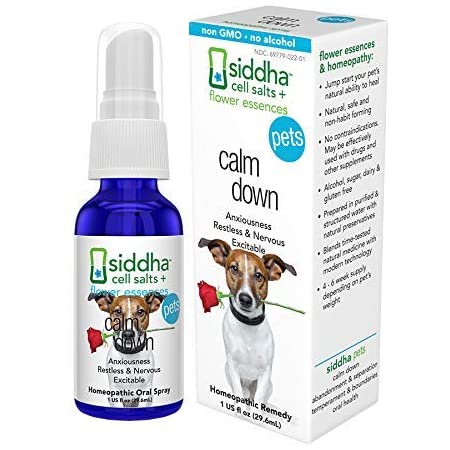 siddha™
cell salts +
flower essences
pets
calm
down
Anxiousness
Restless & Nervous
Excitable
Homeopathic Oral Spray
1 US fl oz (29.6mL)
non GMO • no alcohol
NDC: 69779-022-01
siddha™
cell salts +
flower essences
pets
calm
down
Anxiousness
Restless & Nervous
Excitable
Homeopathic Remedy
1 US fl oz (29.6mL)
flower essences
& homeopathy:
• Jump start your pet's
natural ability to heal
• Natural, safe and
non-habit forming
• No contraindications.
May be effectively
used with drugs and
other supplements
• Alcohol, sugar, dairy &
gluten free
• Prepared in purified &
structured water with
natural preservatives
• Blends time-tested
natural medicine with
modern technology
• 4 - 6 week supply
depending on pet's
weight
siddha pets
calm down
abandonment & separation
temperament & boundaries
oral health